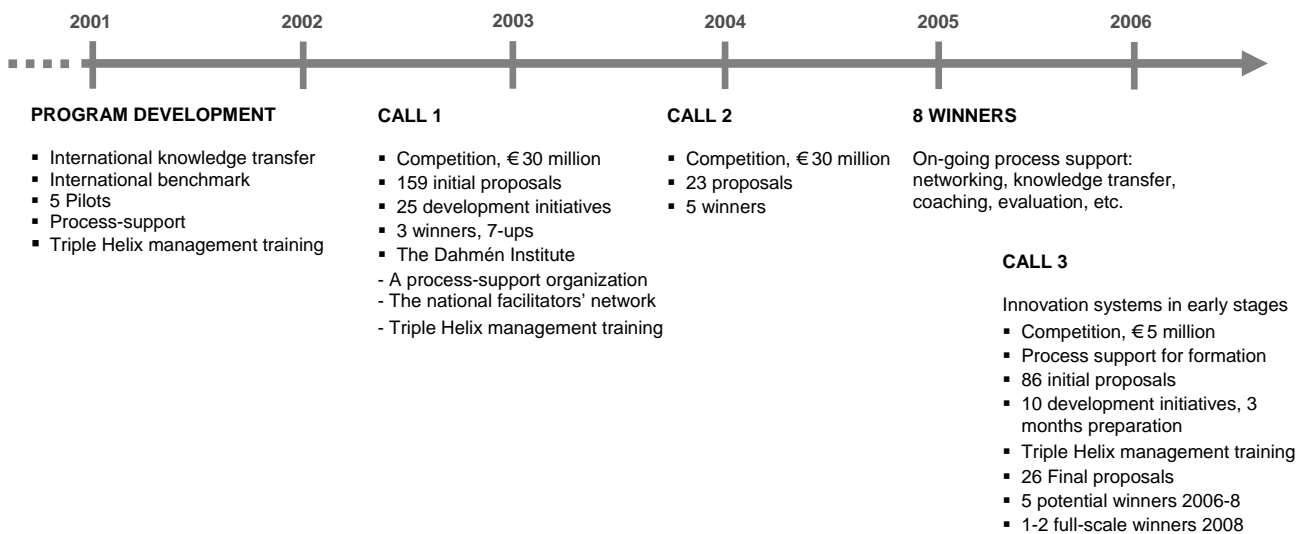 2001 2002 2003 2004 2005 2006
PROGRAM DEVELOPMENT
▪ International knowledge transfer
▪ International benchmark
▪ 5 Pilots
▪ Process-support
▪ Triple Helix management training
CALL 1
▪ Competition, € 30 million
▪ 159 initial proposals
▪ 25 development initiatives
▪ 3 winners, 7-ups
▪ The Dahmén Institute
- A process-support organization
- The national facilitators’ network
- Triple Helix management training
CALL 2
▪ Competition, € 30 million
▪ 23 proposals
▪ 5 winners
8 WINNERS
On-going process support:
networking, knowledge transfer,
coaching, evaluation, etc.
CALL 3
Innovation systems in early stages
▪ Competition, € 5 million
▪ Process support for formation
▪ 86 initial proposals
▪ 10 development initiatives, 3
months preparation
▪ Triple Helix management training
▪ 26 Final proposals
▪ 5 potential winners 2006-8
▪ 1-2 full-scale winners 2008